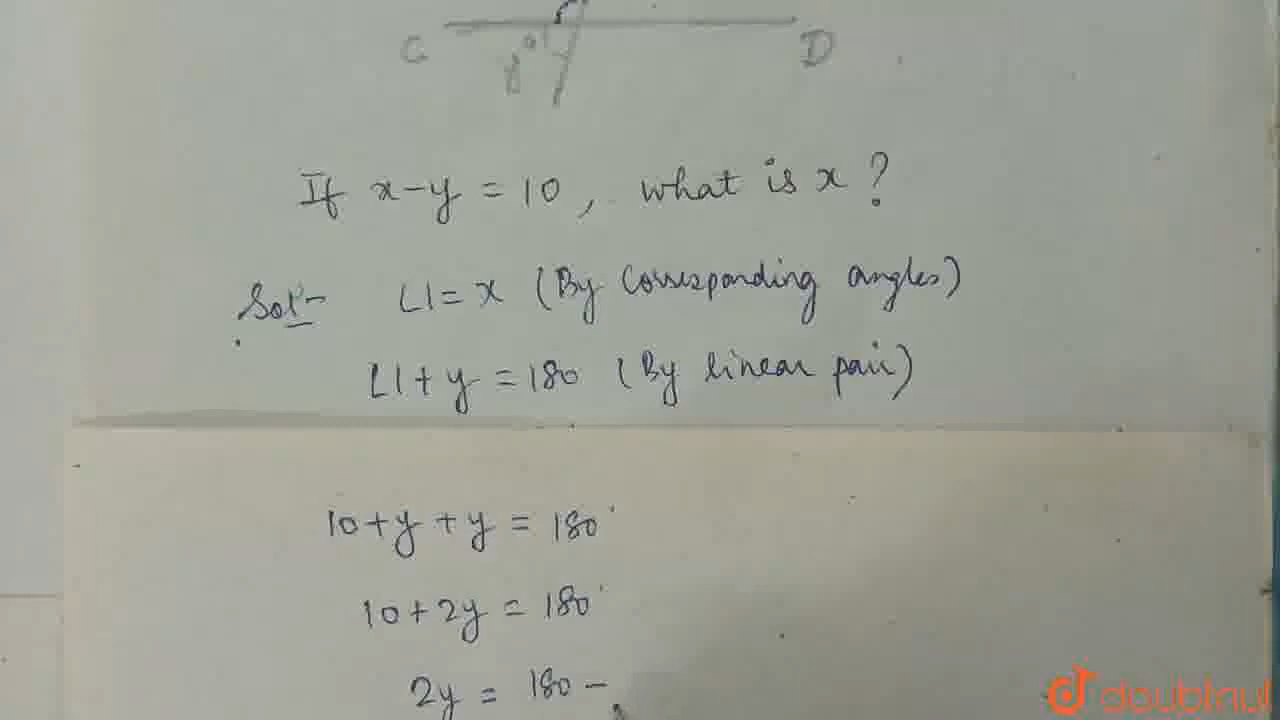 C D
y°
If x-y = 10, what is x?
Sol:- ∠1 = x (By Corresponding angles)
∠1 + y = 180 (By linear pair)
10 + y + y = 180°
10 + 2y = 180°
2y = 180 -
doubtnut